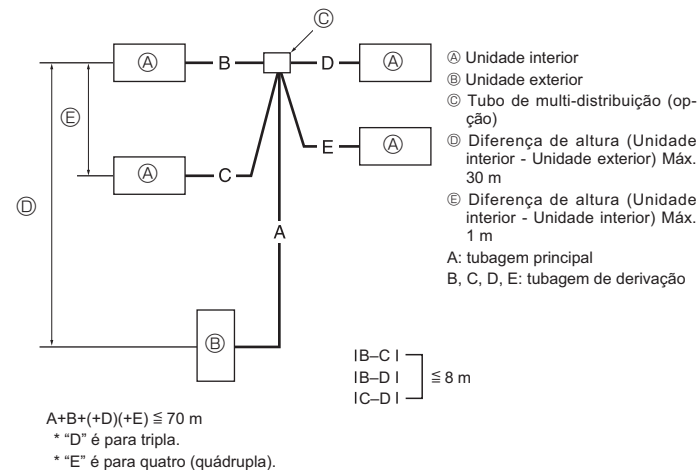 Ⓒ
Ⓐ B D Ⓐ
Ⓔ
Ⓐ C E Ⓐ
Ⓓ
A
Ⓑ
Ⓐ Unidade interior
Ⓑ Unidade exterior
Ⓒ Tubo de multi-distribuição (op-
ção)
Ⓓ Diferença de altura (Unidade
interior - Unidade exterior) Máx.
30 m
Ⓔ Diferença de altura (Unidade
interior - Unidade interior) Máx.
1 m
A: tubagem principal
B, C, D, E: tubagem de derivação
IB–C I
IB–D I ≦ 8 m
IC–D I
A+B+(+D)(+E) ≦ 70 m
* “D” é para tripla.
* “E” é para quatro (quádrupla).